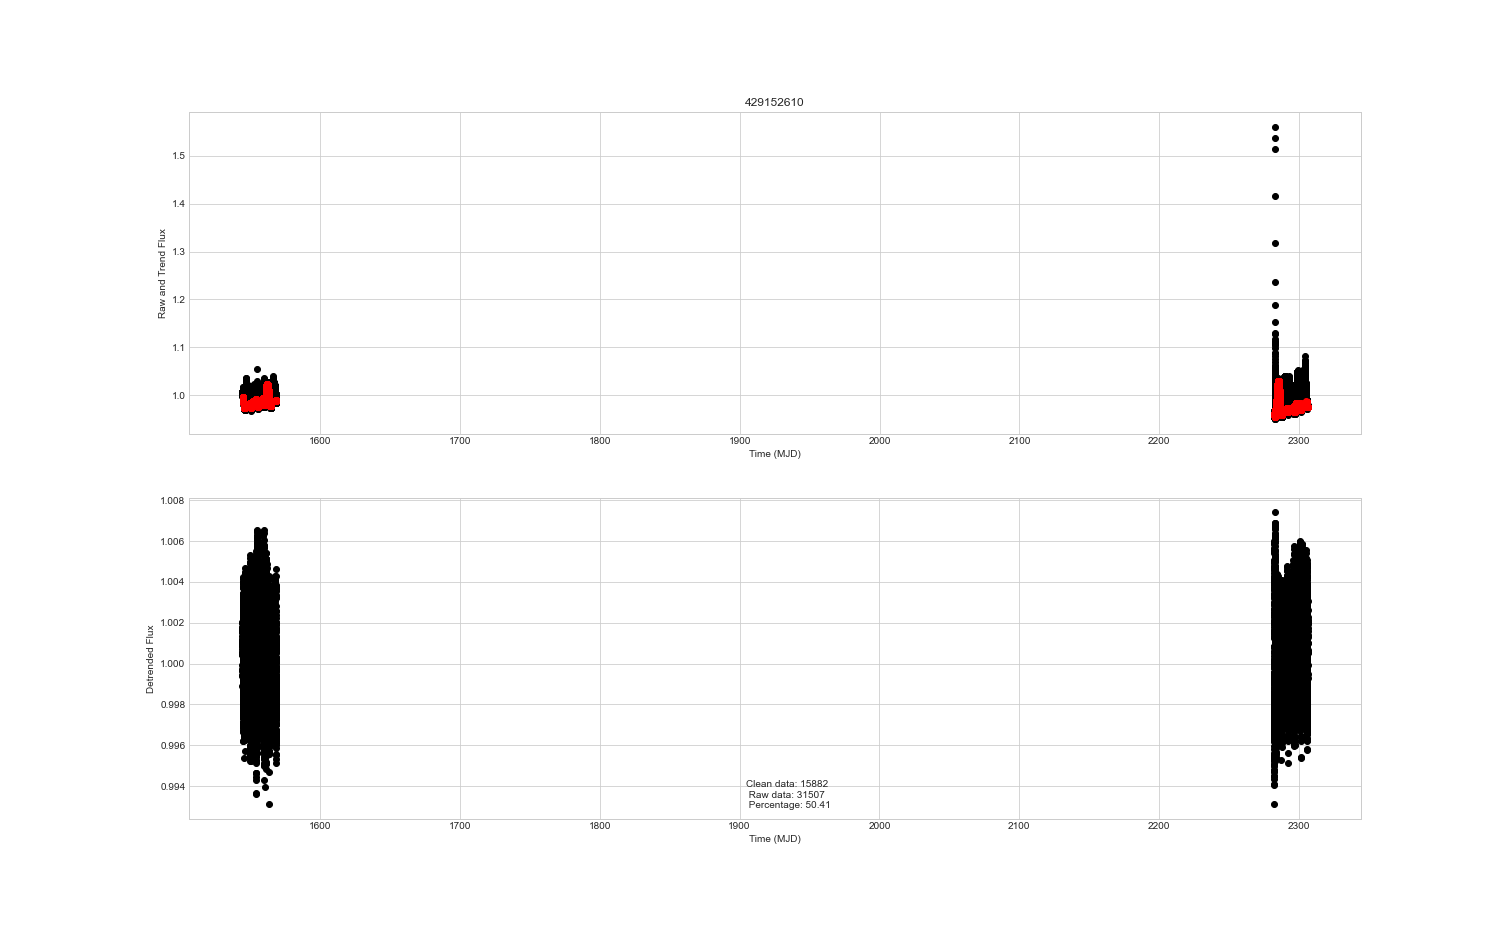 429152610
1.5
1.4
1.3
1.2
1.1
1.0
Raw and Trend Flux
1600 1700 1800 1900 2000 2100 2200 2300
Time (MJD)
1.008
1.006
1.004
1.002
1.000
0.998
0.996
0.994
Detrended Flux
Clean data: 15882
Raw data: 31507
Percentage: 50.41
1600 1700 1800 1900 2000 2100 2200 2300
Time (MJD)